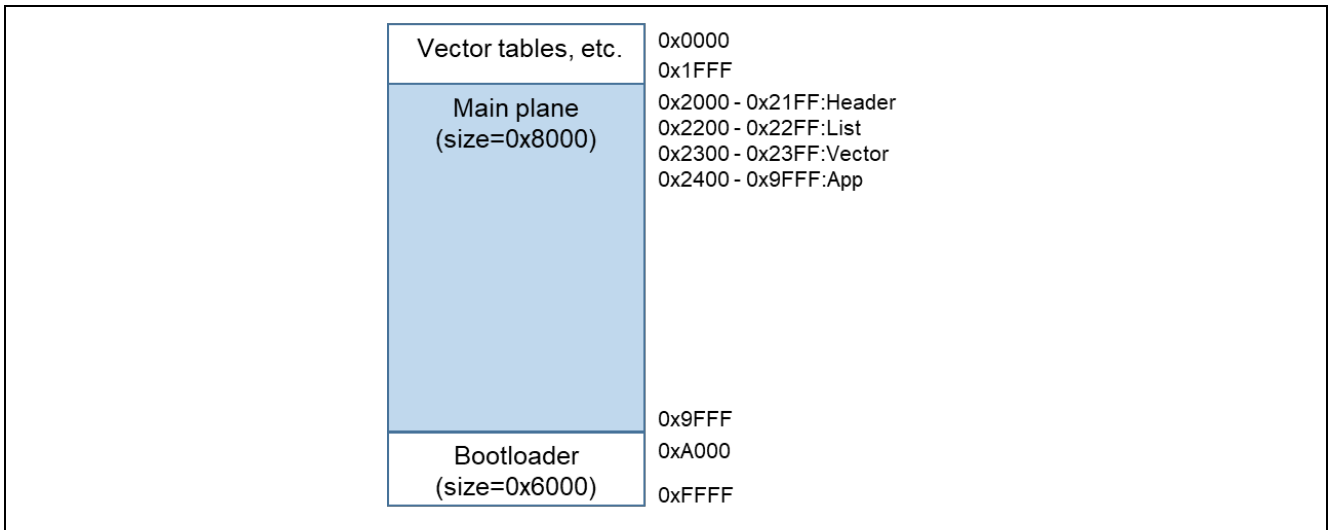 Vector tables, etc.
0x0000
0x1FFF
Main plane
(size=0x8000)
0x2000 - 0x21FF:Header
0x2200 - 0x22FF:List
0x2300 - 0x23FF:Vector
0x2400 - 0x9FFF:App
0x9FFF
Bootloader
(size=0x6000)
0xA000
0xFFFF